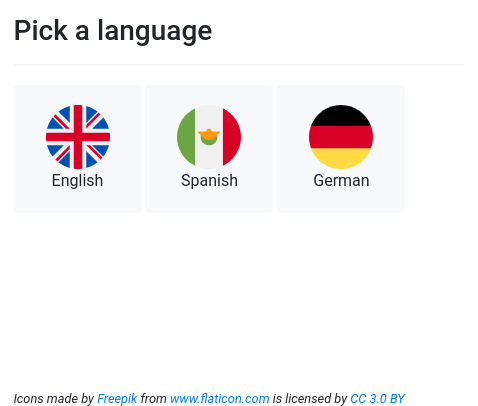 Pick a language
English Spanish German
Icons made by Freepik from www.flaticon.com is licensed by CC 3.0 BY